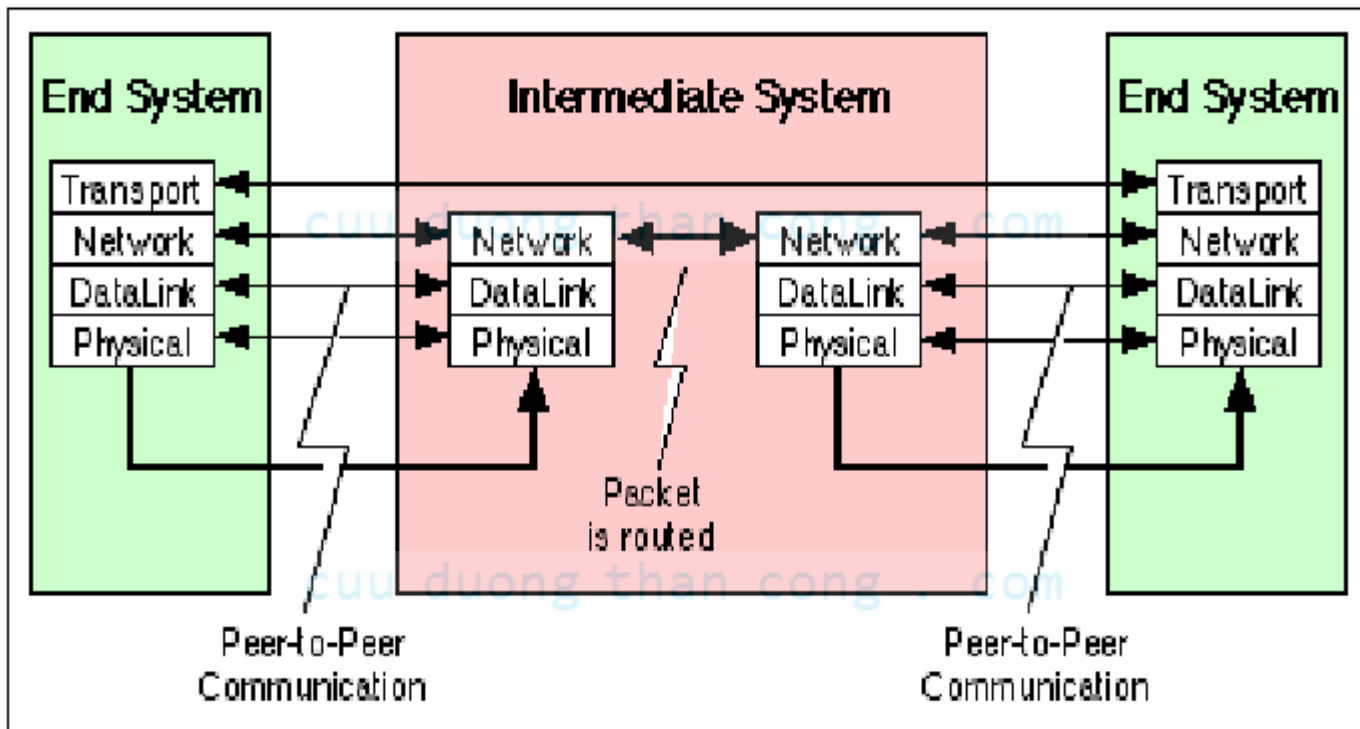 End System
Intermediate System
End System
Transport
Network
DataLink
Physical
Network
DataLink
Physical
Network
DataLink
Physical
Transport
Network
DataLink
Physical
cuu duong than cong . com
Packet
is routed
cuu duong than cong . com
Peer-to-Peer
Communication
Peer-to-Peer
Communication